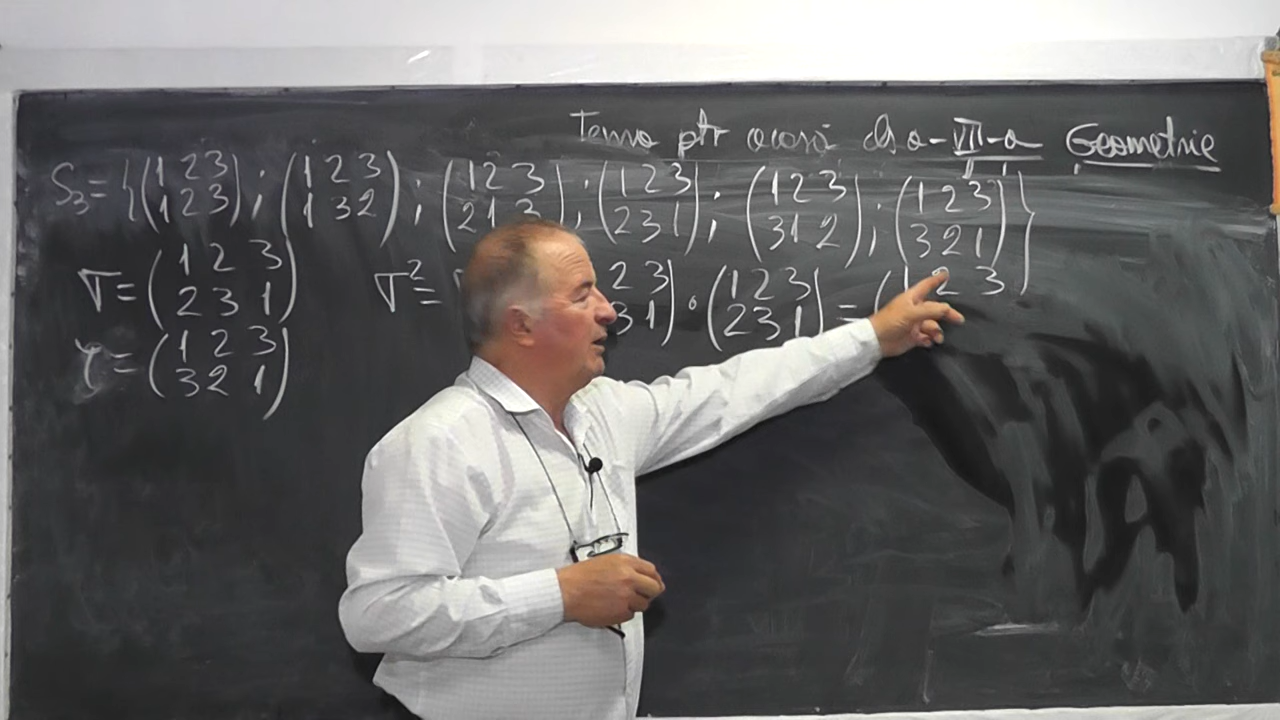 Tema ptr acasă cls a-VII-a Geometrie
S₃={(1 2 3 / 1 2 3); (1 2 3 / 1 3 2); (1 2 3 / 2 1 3); (1 2 3 / 2 3 1); (1 2 3 / 3 1 2); (1 2 3 / 3 2 1)}
σ=(1 2 3 / 2 3 1) σ²= 2 3 / 3 1)∘(1 2 3 / 2 3 1)=(1 2 3
τ=(1 2 3 / 3 2 1)